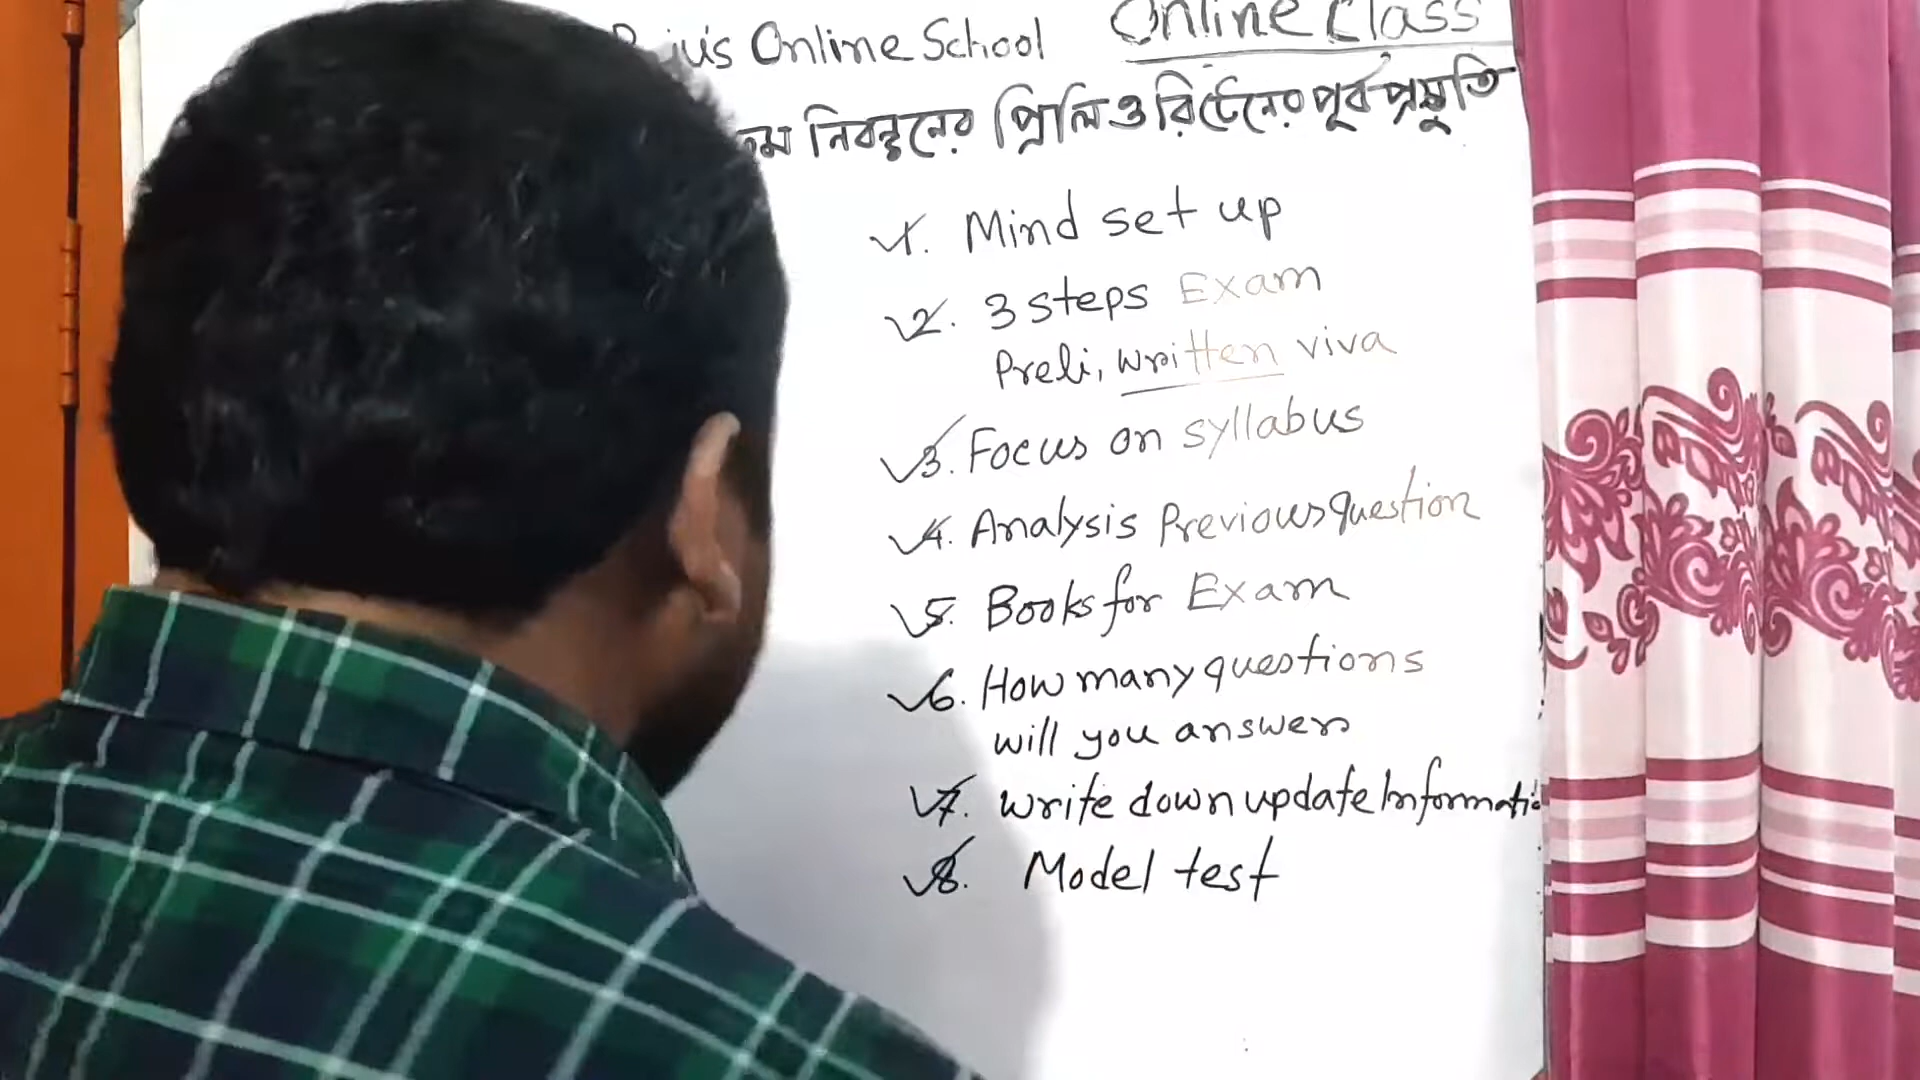 Online School Online Class
নিবন্ধনের প্রিলি ও রিটেনের পূর্ব প্রস্তুতি
1. Mind set up
2. 3 steps Exam
Preli, written viva
3. Focus on syllabus
4. Analysis Previous question
5. Books for Exam
6. How many questions
will you answer
7. write down update Informatio
8. Model test